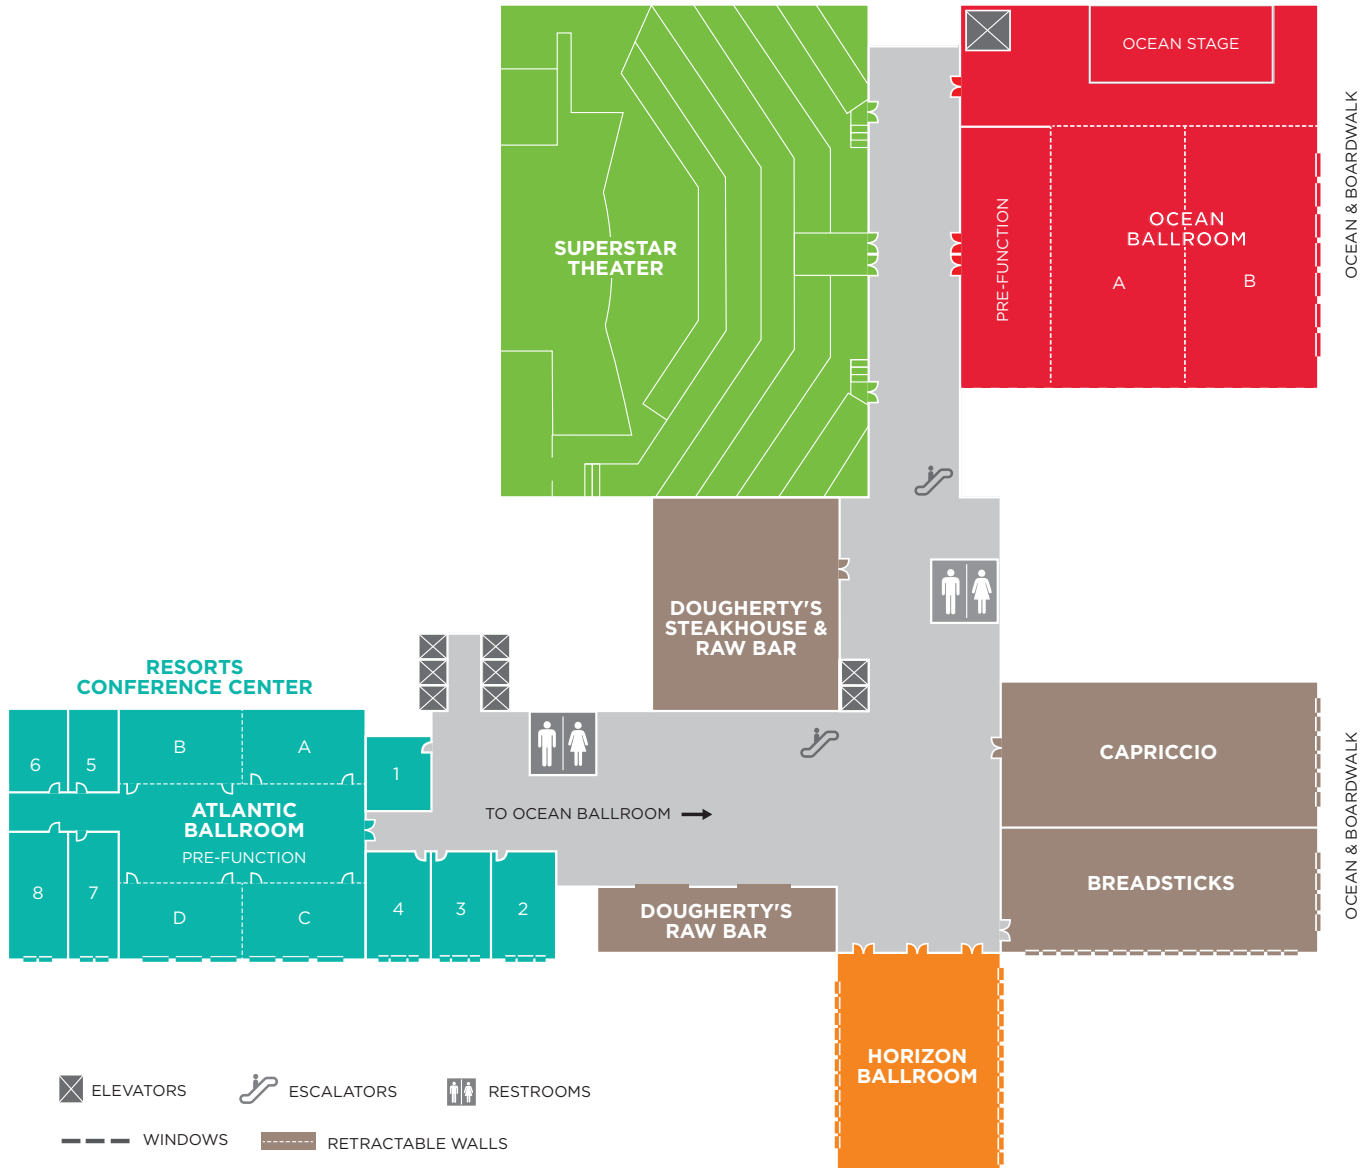 OCEAN STAGE
OCEAN & BOARDWALK
SUPERSTAR
THEATER
PRE-FUNCTION
OCEAN
BALLROOM
A
B
DOUGHERTY'S
STEAKHOUSE &
RAW BAR
RESORTS
CONFERENCE CENTER
6
5
B
A
1
ATLANTIC
BALLROOM
PRE-FUNCTION
8
7
D
C
4
3
2
TO OCEAN BALLROOM
CAPRICCIO
BREADSTICKS
OCEAN & BOARDWALK
DOUGHERTY'S
RAW BAR
HORIZON
BALLROOM
ELEVATORS
ESCALATORS
RESTROOMS
WINDOWS
RETRACTABLE WALLS